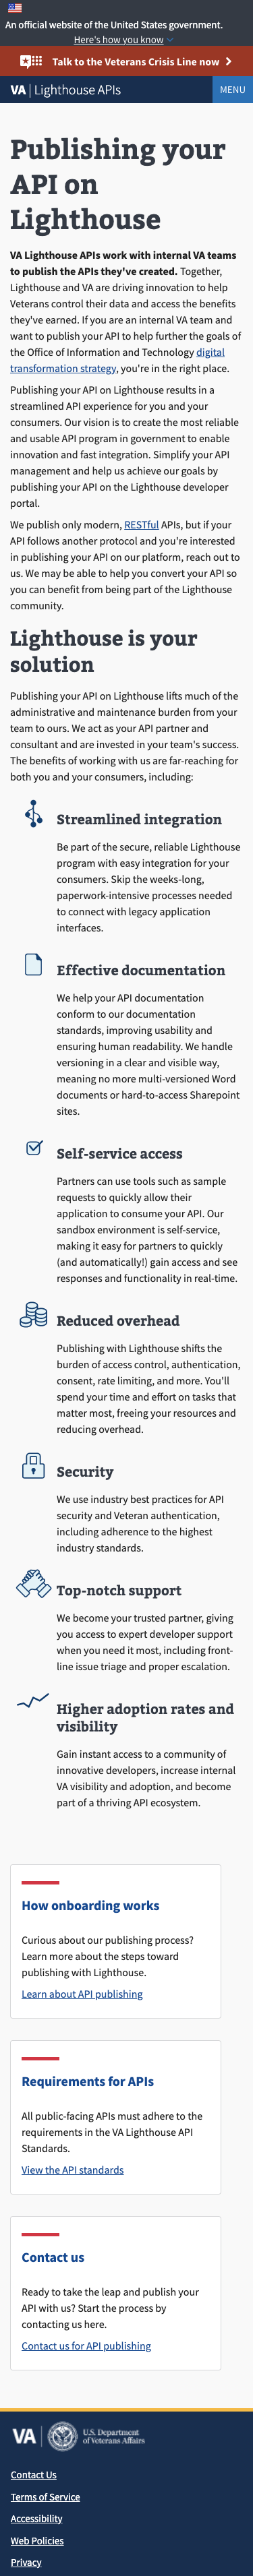 An official website of the United States government.
Here's how you know
Talk to the Veterans Crisis Line now
VA | Lighthouse APIs
MENU
Publishing your
API on
Lighthouse
VA Lighthouse APIs work with internal VA teams
to publish the APIs they've created. Together,
Lighthouse and VA are driving innovation to help
Veterans control their data and access the benefits
they've earned. If you are an internal VA team and
want to publish your API to help further the goals of
the Office of Information and Technology digital
transformation strategy, you're in the right place.
Publishing your API on Lighthouse results in a
streamlined API experience for you and your
consumers. Our vision is to create the most reliable
and usable API program in government to enable
innovation and fast integration. Simplify your API
management and help us achieve our goals by
publishing your API on the Lighthouse developer
portal.
We publish only modern, RESTful APIs, but if your
API follows another protocol and you're interested
in publishing your API on our platform, reach out to
us. We may be able to help you convert your API so
you can benefit from being part of the Lighthouse
community.
Lighthouse is your
solution
Publishing your API on Lighthouse lifts much of the
administrative and maintenance burden from your
team to ours. We act as your API partner and
consultant and are invested in your team's success.
The benefits of working with us are far-reaching for
both you and your consumers, including:
Streamlined integration
Be part of the secure, reliable Lighthouse
program with easy integration for your
consumers. Skip the weeks-long,
paperwork-intensive processes needed
to connect with legacy application
interfaces.
Effective documentation
We help your API documentation
conform to our documentation
standards, improving usability and
ensuring human readability. We handle
versioning in a clear and visible way,
meaning no more multi-versioned Word
documents or hard-to-access Sharepoint
sites.
Self-service access
Partners can use tools such as sample
requests to quickly allow their
application to consume your API. Our
sandbox environment is self-service,
making it easy for partners to quickly
(and automatically!) gain access and see
responses and functionality in real-time.
Reduced overhead
Publishing with Lighthouse shifts the
burden of access control, authentication,
consent, rate limiting, and more. You'll
spend your time and effort on tasks that
matter most, freeing your resources and
reducing overhead.
Security
We use industry best practices for API
security and Veteran authentication,
including adherence to the highest
industry standards.
Top-notch support
We become your trusted partner, giving
you access to expert developer support
when you need it most, including front-
line issue triage and proper escalation.
Higher adoption rates and
visibility
Gain instant access to a community of
innovative developers, increase internal
VA visibility and adoption, and become
part of a thriving API ecosystem.
How onboarding works
Curious about our publishing process?
Learn more about the steps toward
publishing with Lighthouse.
Learn about API publishing
Requirements for APIs
All public-facing APIs must adhere to the
requirements in the VA Lighthouse API
Standards.
View the API standards
Contact us
Ready to take the leap and publish your
API with us? Start the process by
contacting us here.
Contact us for API publishing
VA | U.S. Department
of Veterans Affairs
Contact Us
Terms of Service
Accessibility
Web Policies
Privacy